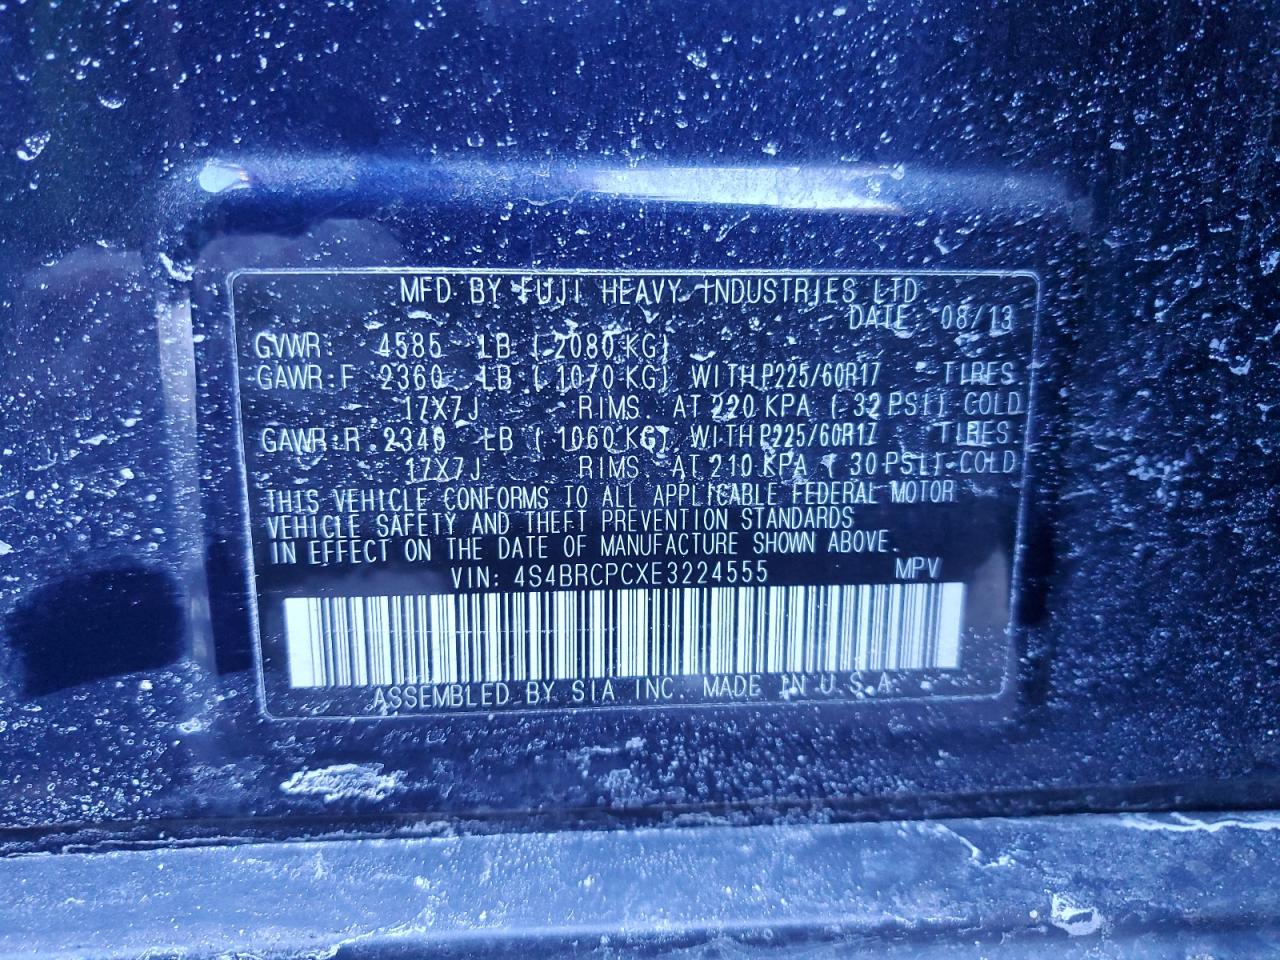 MFD BY FUJI HEAVY INDUSTRIES LTD
DATE 08/13
GVWR: 4585 LB ( 2080 KG)
GAWR:F 2360 LB ( 1070 KG) WITH P225/60R17 TIRES
17X7J RIMS. AT 220 KPA ( 32 PSI) COLD
GAWR:R 2340 LB ( 1060 KG) WITH P225/60R17 TIRES.
17X7J RIMS AT 210 KPA ( 30 PSI) COLD
THIS VEHICLE CONFORMS TO ALL APPLICABLE FEDERAL MOTOR
VEHICLE SAFETY AND THEFT PREVENTION STANDARDS
IN EFFECT ON THE DATE OF MANUFACTURE SHOWN ABOVE.
VIN: 4S4BRCPCXE3224555 MPV
ASSEMBLED BY SIA INC. MADE IN U.S.A